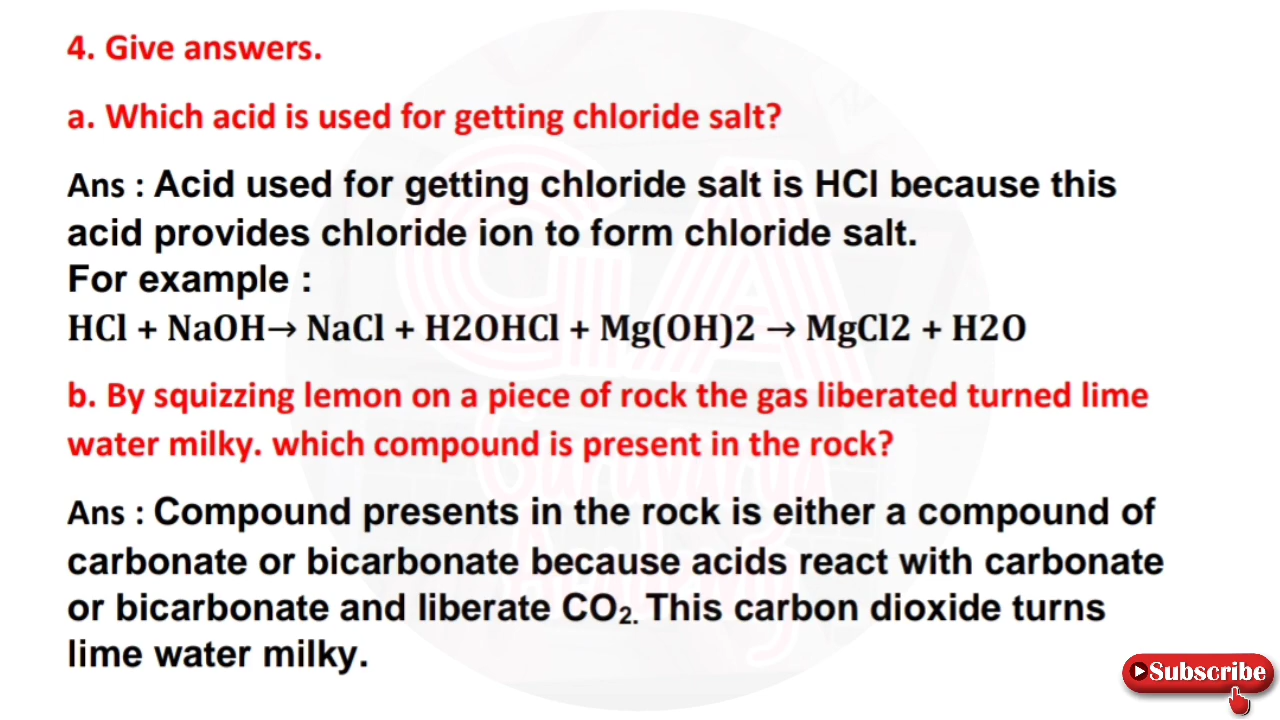 4. Give answers.
a. Which acid is used for getting chloride salt?
Ans : Acid used for getting chloride salt is HCl because this
acid provides chloride ion to form chloride salt.
For example :
HCl + NaOH→ NaCl + H2OHCl + Mg(OH)2 → MgCl2 + H2O
b. By squizzing lemon on a piece of rock the gas liberated turned lime
water milky. which compound is present in the rock?
Ans : Compound presents in the rock is either a compound of
carbonate or bicarbonate because acids react with carbonate
or bicarbonate and liberate CO₂. This carbon dioxide turns
lime water milky.
GA
Guruvarya
Academy
Subscribe